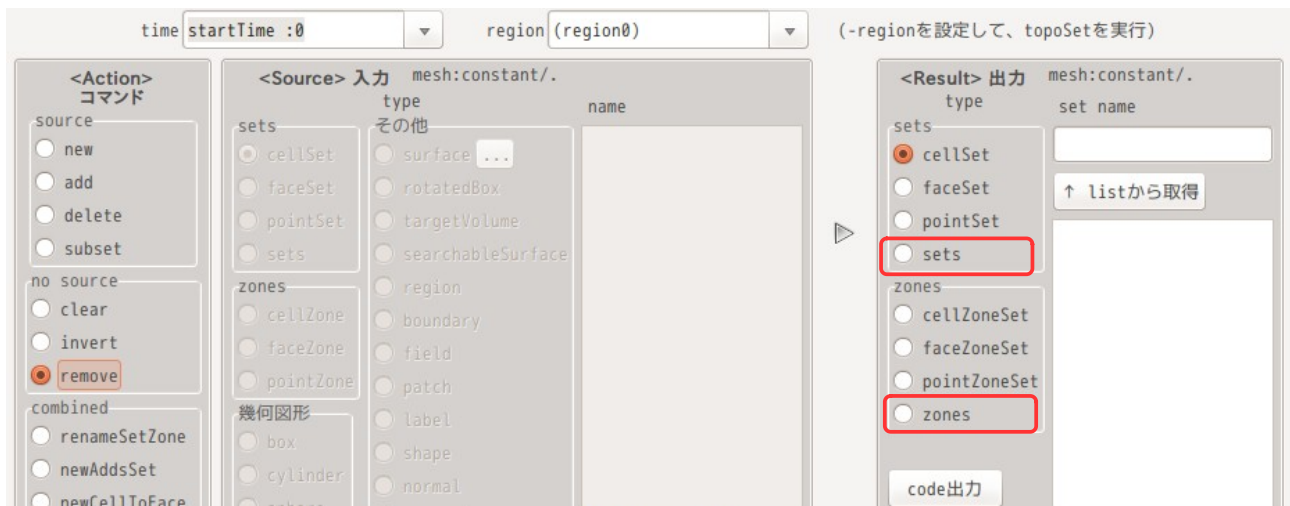 time startTime :0 region (region0) (-regionを設定して、topoSetを実行)
<Action>
コマンド
source
new
add
delete
subset
no source
clear
invert
remove
combined
renameSetZone
newAddsSet
newCellToFace
<Source> 入力 mesh:constant/.
type
name
sets
cellSet
faceSet
pointSet
sets
zones
cellZone
faceZone
pointZone
幾何図形
box
cylinder
その他
surface ...
rotatedBox
targetVolume
searchableSurface
region
boundary
field
patch
label
shape
normal
<Result> 出力 mesh:constant/.
type
set name
sets
cellSet
faceSet
pointSet
sets
↑ listから取得
zones
cellZoneSet
faceZoneSet
pointZoneSet
zones
code出力